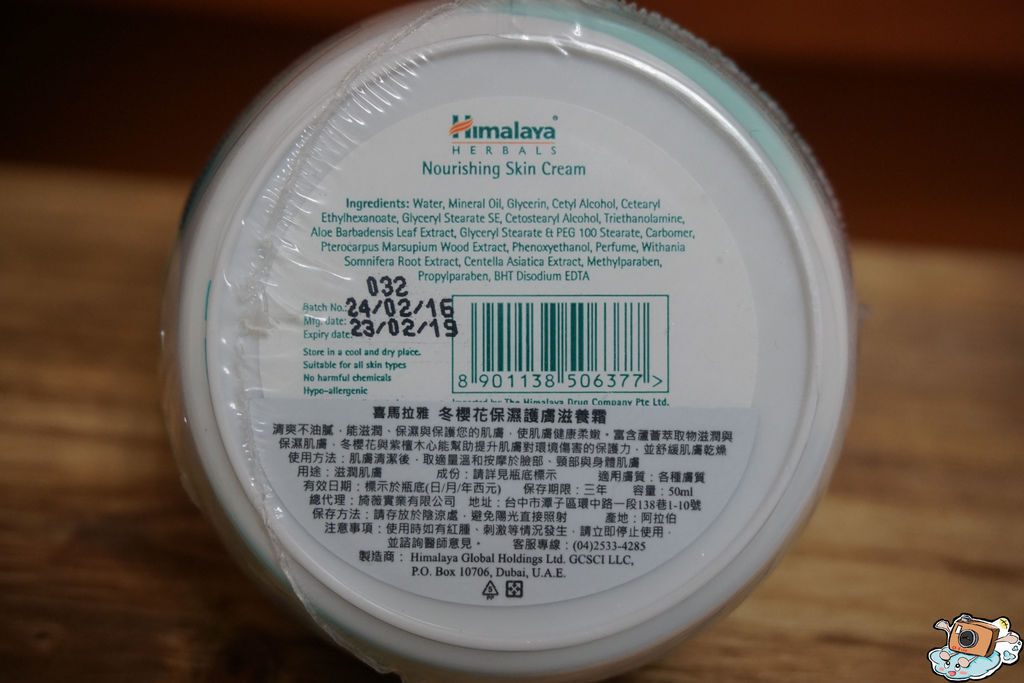 Himalaya
HERBALS
Nourishing Skin Cream
Ingredients: Water, Mineral Oil, Glycerin, Cetyl Alcohol, Cetearyl
Ethylhexanoate, Glyceryl Stearate SE, Cetostearyl Alcohol, Triethanolamine,
Aloe Barbadensis Leaf Extract, Glyceryl Stearate & PEG 100 Stearate, Carbomer,
Pterocarpus Marsupium Wood Extract, Phenoxyethanol, Perfume, Withania
Somnifera Root Extract, Centella Asiatica Extract, Methylparaben,
Propylparaben, BHT Disodium EDTA
Batch No.: 032
Mfg. date: 24/02/16
Expiry date: 23/02/19
Store in a cool and dry place.
Suitable for all skin types
No harmful chemicals
Hypo-allergenic
8 901138 506377 >
Imported by The Himalaya Drug Company Pte Ltd.
喜馬拉雅 冬櫻花保濕護膚滋養霜
清爽不油膩，能滋潤、保濕與保護您的肌膚，使肌膚健康柔嫩。富含蘆薈萃取物滋潤與
保濕肌膚，冬櫻花與紫檀木心能幫助提升肌膚對環境傷害的保護力，並舒緩肌膚乾燥
使用方法：肌膚清潔後，取適量溫和按摩於臉部、頸部與身體肌膚
用途：滋潤肌膚 成份：請詳見瓶底標示 適用膚質：各種膚質
有效日期：標示於瓶底(日/月/年西元) 保存期限：三年 容量：50ml
總代理：綺薇實業有限公司 地址：台中市潭子區環中路一段138巷1-10號
保存方法：請存放於陰涼處，避免陽光直接照射 產地：阿拉伯
注意事項：使用時如有紅腫、刺激等情況發生，請立即停止使用，
並諮詢醫師意見。 客服專線：(04)2533-4285
製造商： Himalaya Global Holdings Ltd. GCSCI LLC,
P.O. Box 10706, Dubai, U.A.E.
5
PP